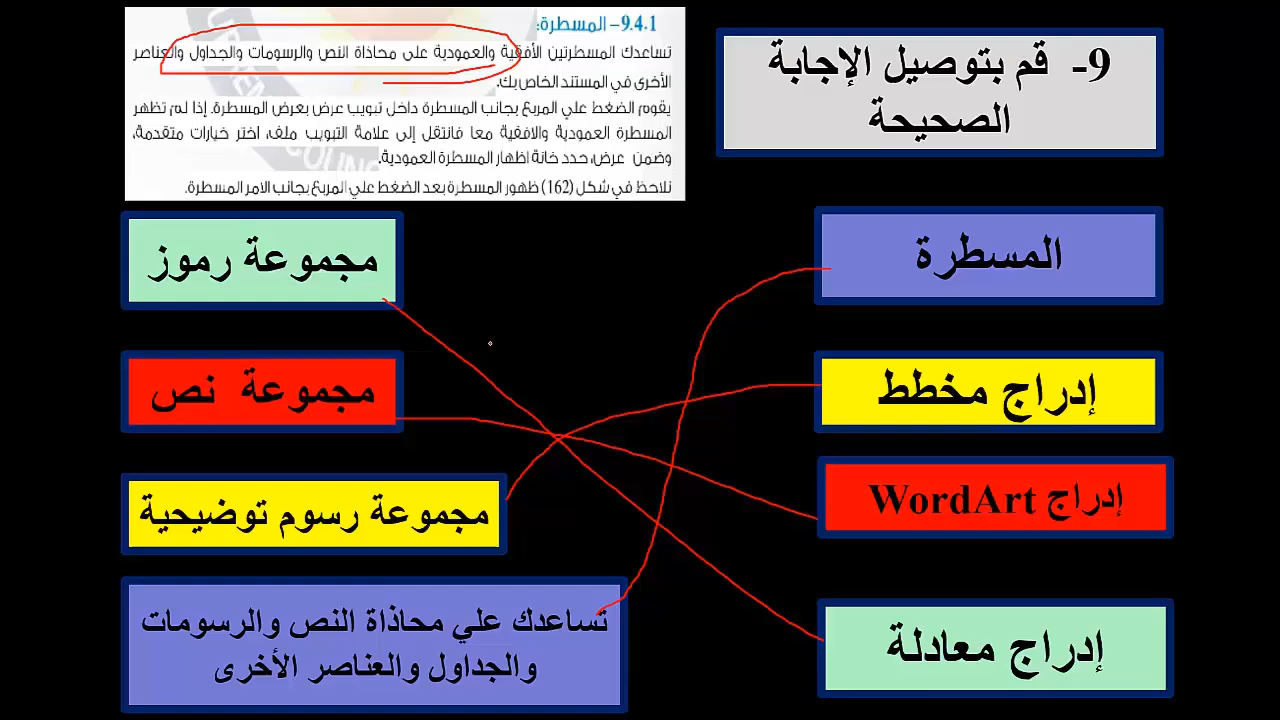 9.4.1- المسطرة:
تساعدك المسطرتين الأفقية والعمودية على محاذاة النص والرسومات والجداول والعناصر
الأخرى في المستند الخاص بك.
يقوم الضغط علي المربع بجانب المسطرة داخل تبويب عرض بعرض المسطرة. إذا لم تظهر
المسطرة العمودية والافقية معا فانتقل إلى علامة التبويب ملف، اختر خيارات متقدمة،
وضمن عرض، حدد خانة اظهار المسطرة العمودية.
نلاحظ في شكل (162) ظهور المسطرة بعد الضغط علي المربع بجانب الامر المسطرة.
9- قم بتوصيل الإجابة
الصحيحة
المسطرة
مجموعة رموز
إدراج مخطط
مجموعة نص
إدراج WordArt
مجموعة رسوم توضيحية
إدراج معادلة
تساعدك علي محاذاة النص والرسومات
والجداول والعناصر الأخرى